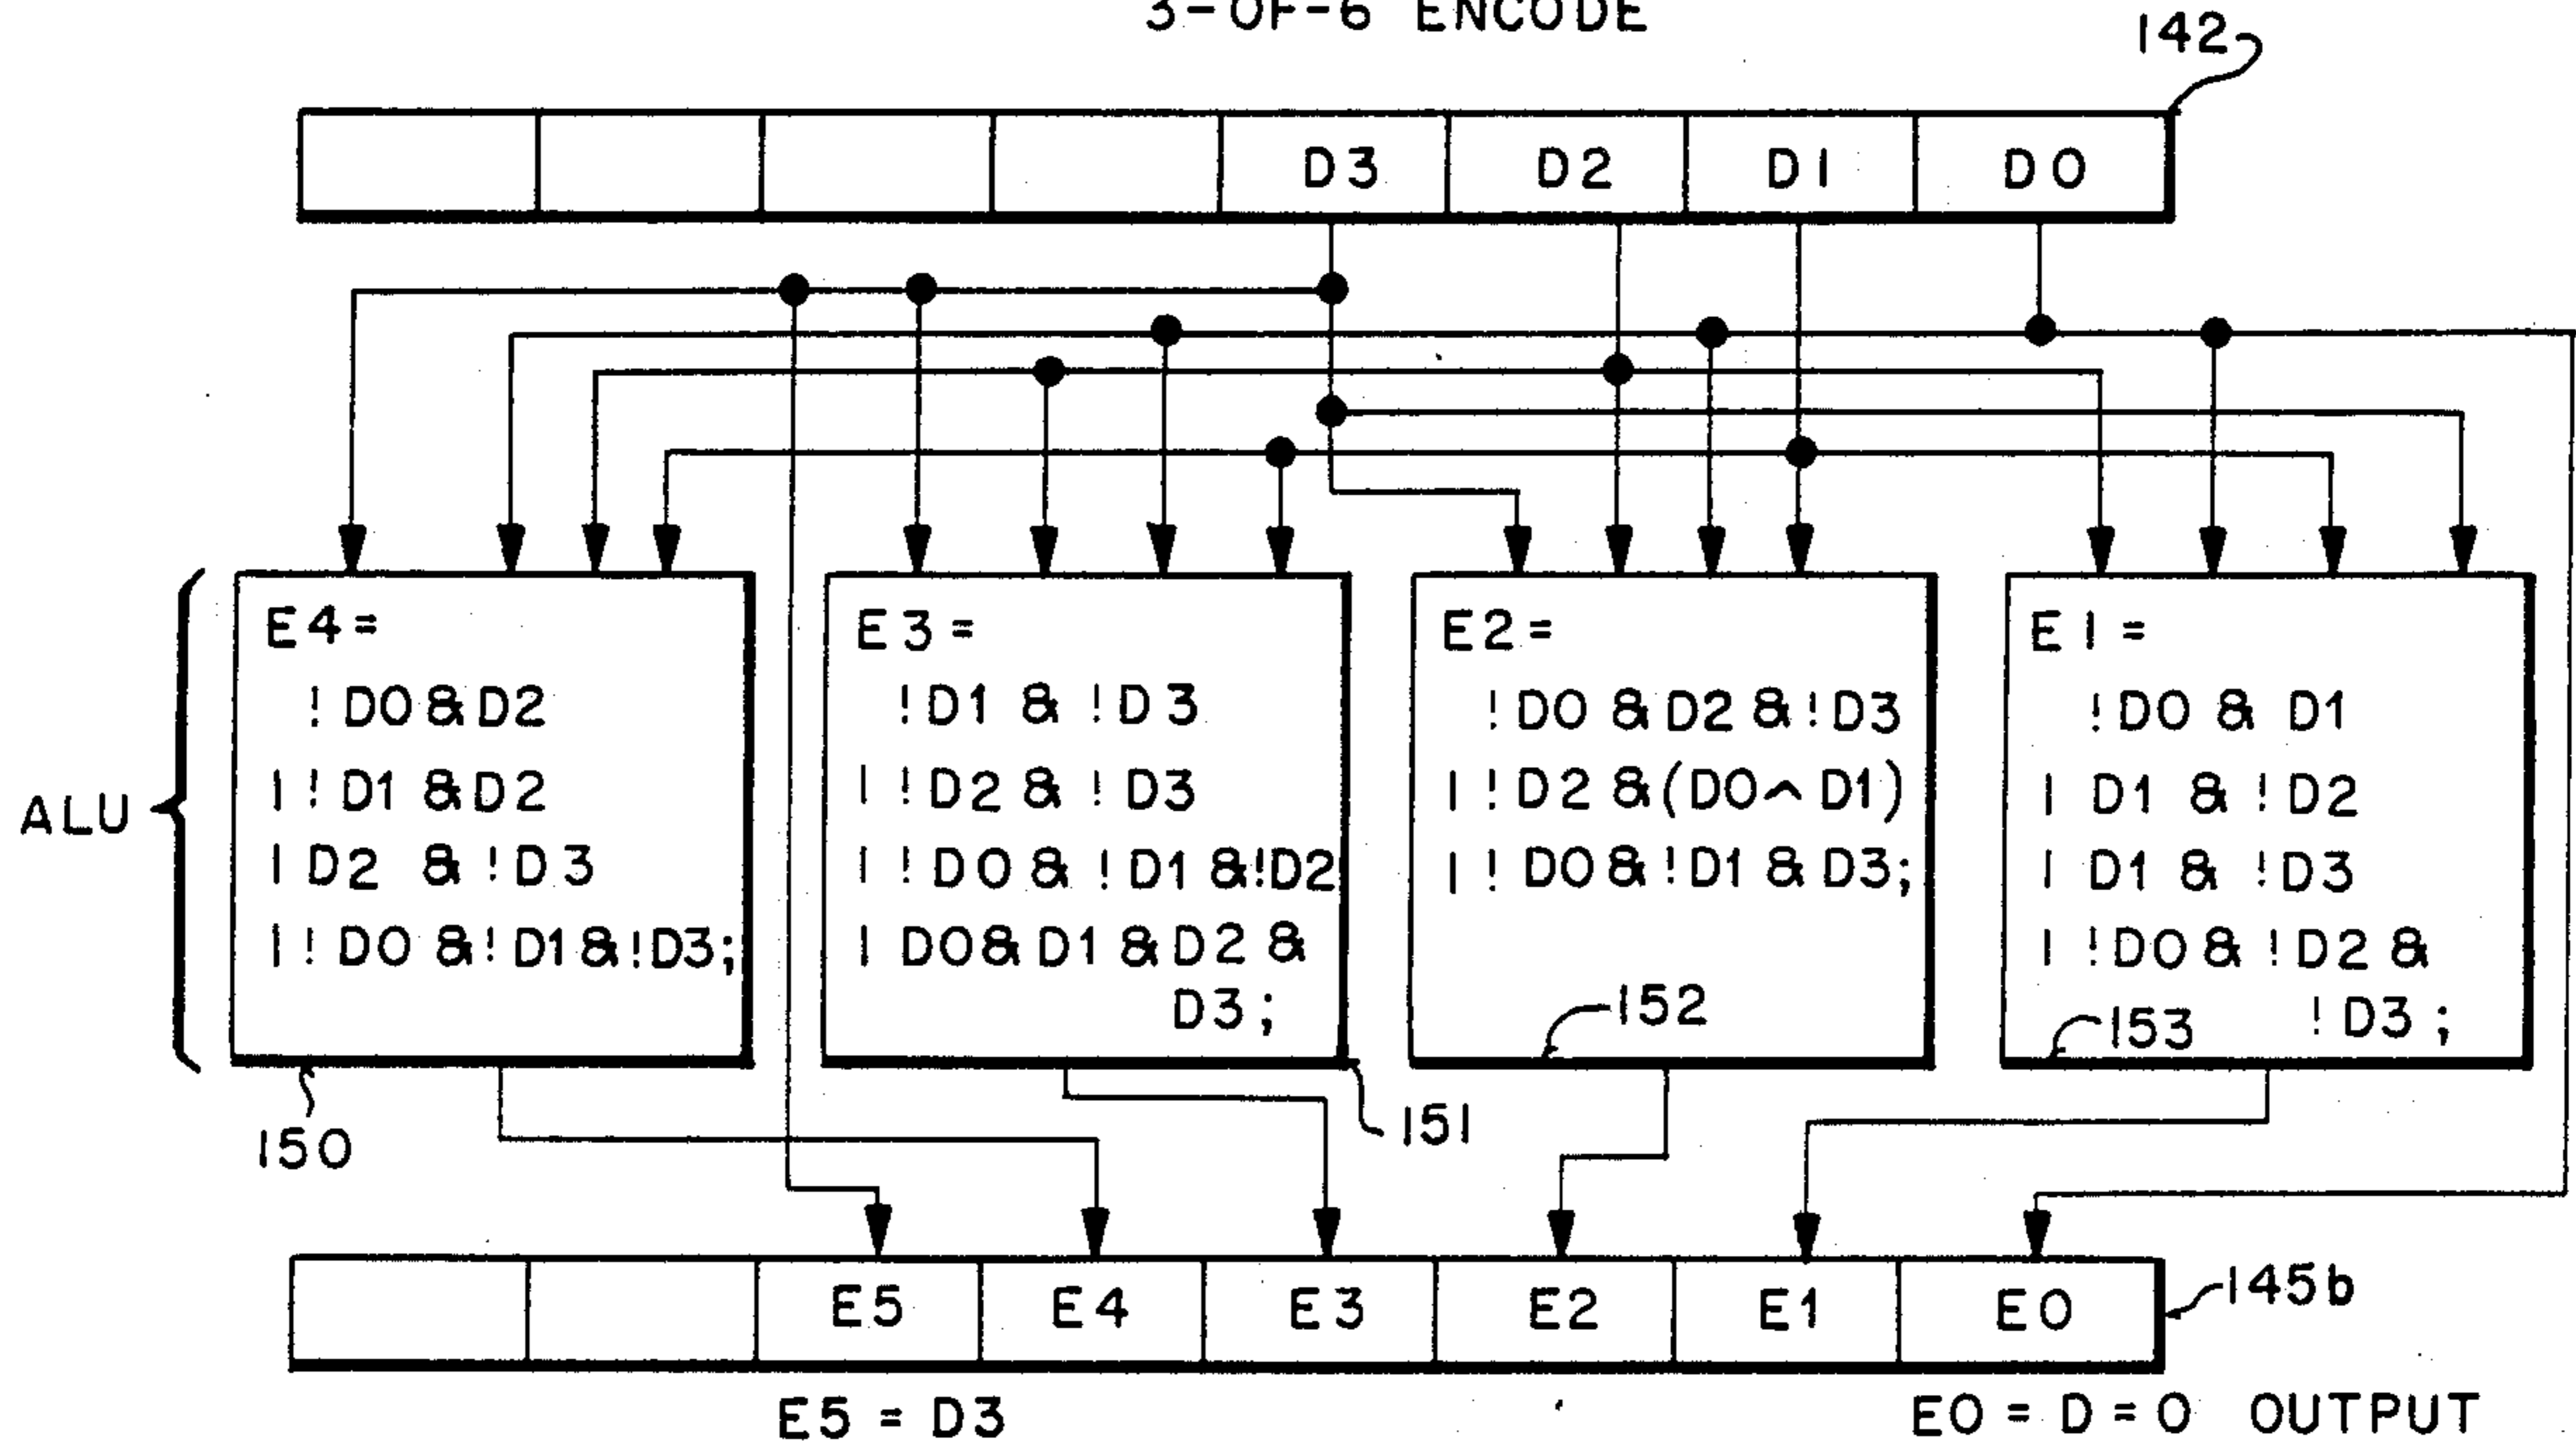 3-OF-6 ENCODE
142
D3 D2 D1 D0
ALU
E4=
!D0&D2
| !D1 &D2
| D2 & !D3
| !D0 &!D1&!D3;
150
E3=
!D1 & !D3
| !D2 & !D3
| !D0 & !D1 &!D2
| D0& D1 & D2 &
D3;
151
E2=
!D0 &D2 &!D3
| !D2 &(D0^D1)
| !D0 &!D1 & D3;
152
E1=
!D0 & D1
| D1 & !D2
| D1 & !D3
| !D0 & !D2 &
!D3;
153
E5 E4 E3 E2 E1 E0
145b
E5 = D3
E0 = D = 0 OUTPUT